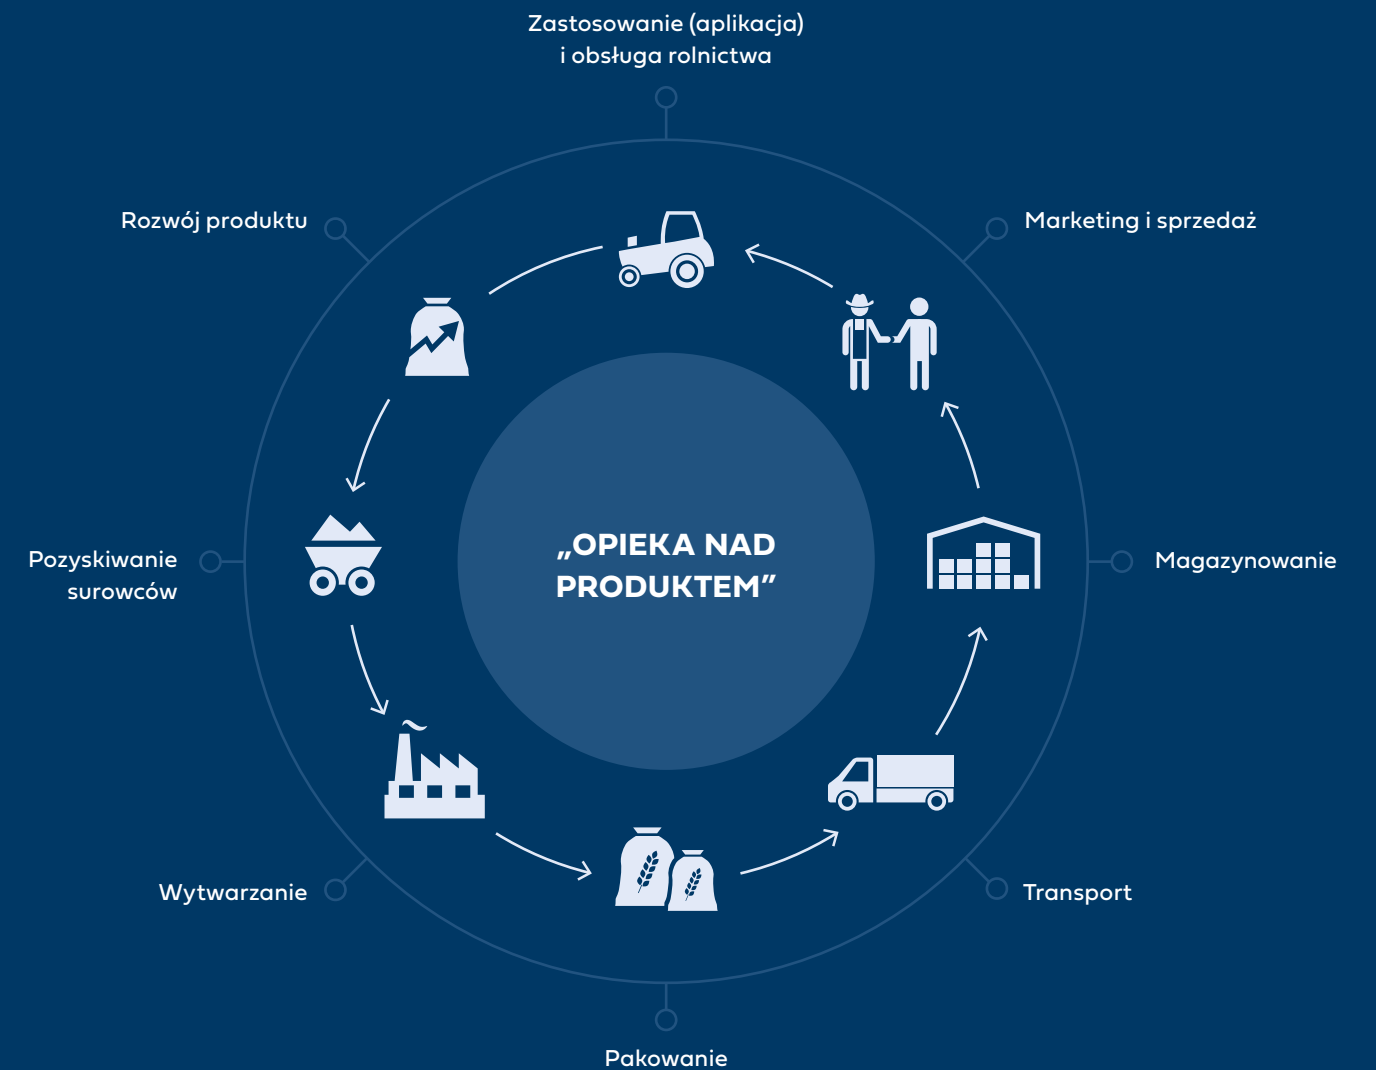 Zastosowanie (aplikacja)
i obsługa rolnictwa
Rozwój produktu
Marketing i sprzedaż
Pozyskiwanie
surowców
„OPIEKA NAD
PRODUKTEM”
Magazynowanie
Wytwarzanie
Transport
Pakowanie